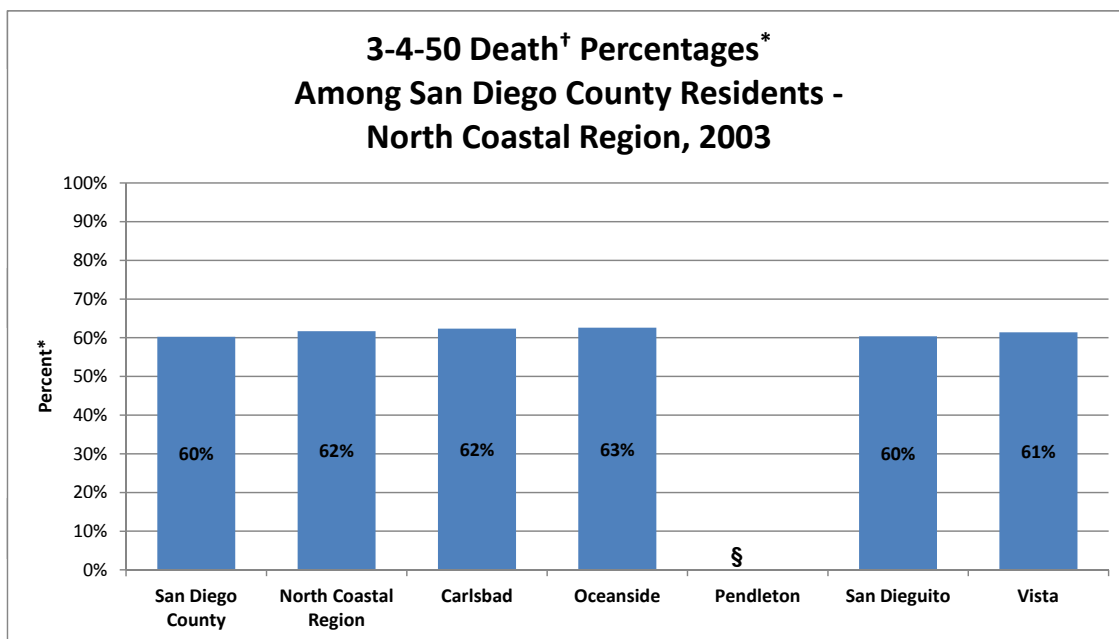 3-4-50 Death† Percentages*
Among San Diego County Residents -
North Coastal Region, 2003
100%
90%
80%
70%
60%
50%
40%
30%
20%
10%
0%
Percent*
60%
62%
62%
63%
§
60%
61%
San Diego
County
North Coastal
Region
Carlsbad
Oceanside
Pendleton
San Dieguito
Vista